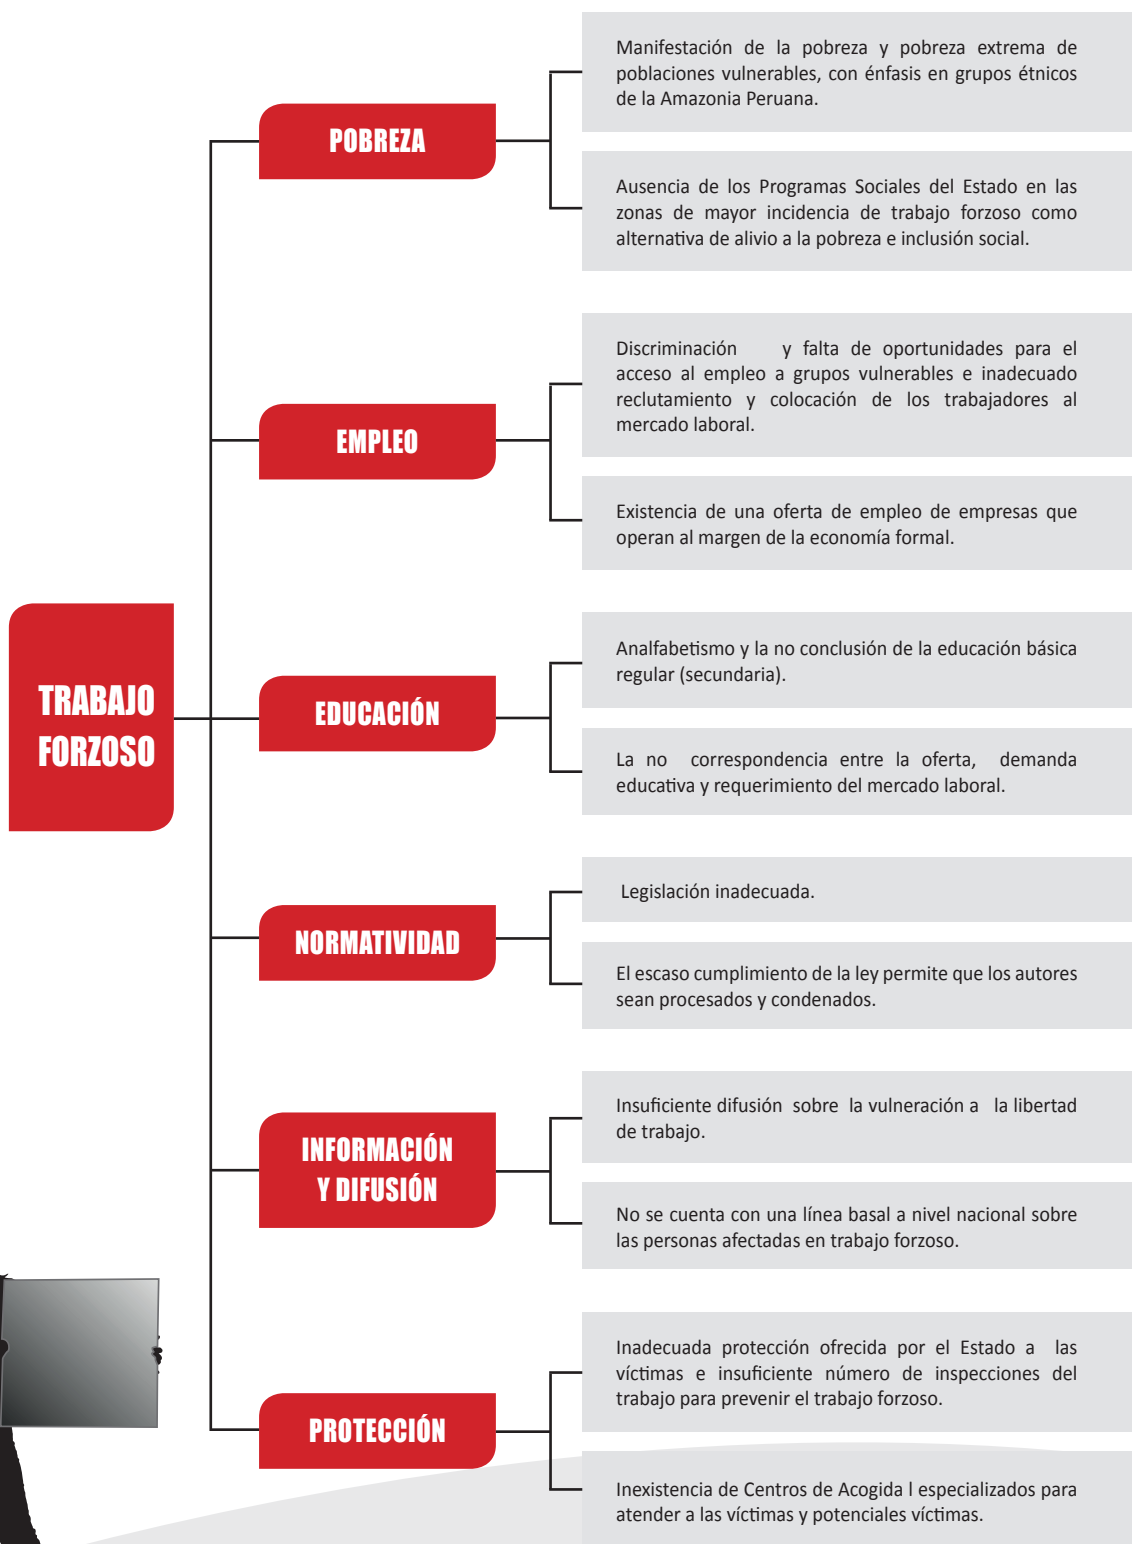 POBREZA
Manifestación de la pobreza y pobreza extrema de
poblaciones vulnerables, con énfasis en grupos étnicos
de la Amazonia Peruana.
Ausencia de los Programas Sociales del Estado en las
zonas de mayor incidencia de trabajo forzoso como
alternativa de alivio a la pobreza e inclusión social.
EMPLEO
Discriminación y falta de oportunidades para el
acceso al empleo a grupos vulnerables e inadecuado
reclutamiento y colocación de los trabajadores al
mercado laboral.
Existencia de una oferta de empleo de empresas que
operan al margen de la economía formal.
TRABAJO
FORZOSO
EDUCACIÓN
Analfabetismo y la no conclusión de la educación básica
regular (secundaria).
La no correspondencia entre la oferta, demanda
educativa y requerimiento del mercado laboral.
NORMATIVIDAD
Legislación inadecuada.
El escaso cumplimiento de la ley permite que los autores
sean procesados y condenados.
INFORMACIÓN
Y DIFUSIÓN
Insuficiente difusión sobre la vulneración a la libertad
de trabajo.
No se cuenta con una línea basal a nivel nacional sobre
las personas afectadas en trabajo forzoso.
PROTECCIÓN
Inadecuada protección ofrecida por el Estado a las
víctimas e insuficiente número de inspecciones del
trabajo para prevenir el trabajo forzoso.
Inexistencia de Centros de Acogida l especializados para
atender a las víctimas y potenciales víctimas.